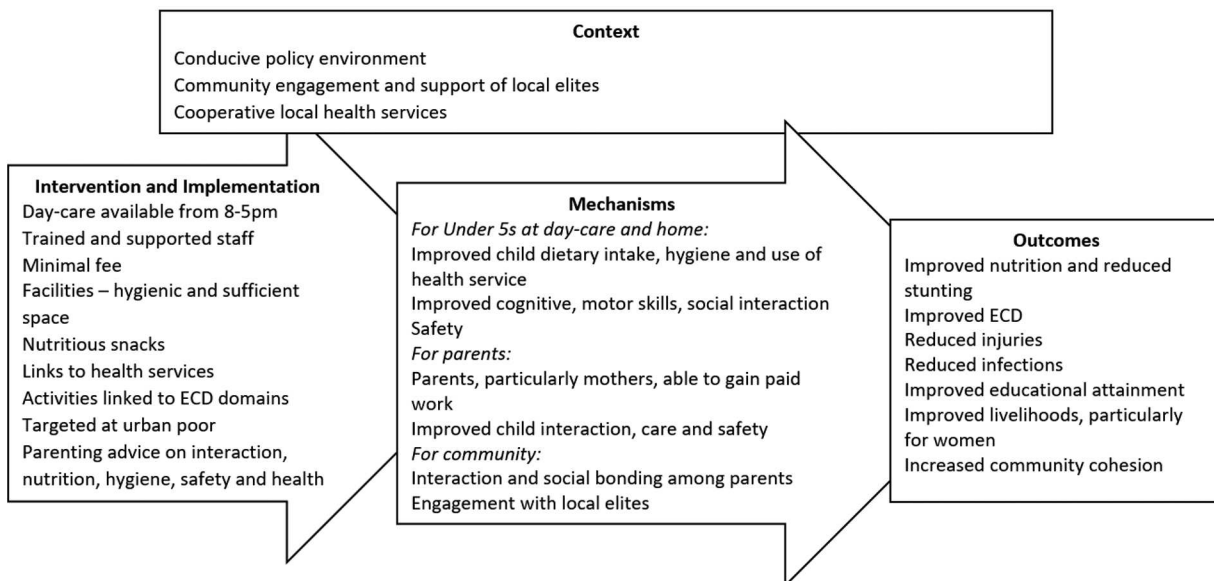 Context
Conducive policy environment
Community engagement and support of local elites
Cooperative local health services
Intervention and Implementation
Day-care available from 8-5pm
Trained and supported staff
Minimal fee
Facilities – hygienic and sufficient
space
Nutritious snacks
Links to health services
Activities linked to ECD domains
Targeted at urban poor
Parenting advice on interaction,
nutrition, hygiene, safety and health
Mechanisms
For Under 5s at day-care and home:
Improved child dietary intake, hygiene and use of
health service
Improved cognitive, motor skills, social interaction
Safety
For parents:
Parents, particularly mothers, able to gain paid
work
Improved child interaction, care and safety
For community:
Interaction and social bonding among parents
Engagement with local elites
Outcomes
Improved nutrition and reduced
stunting
Improved ECD
Reduced injuries
Reduced infections
Improved educational attainment
Improved livelihoods, particularly
for women
Increased community cohesion